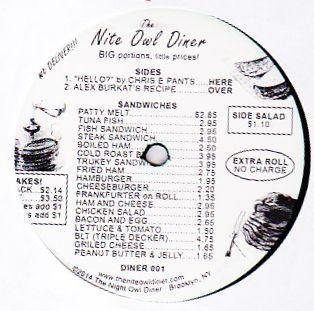 The
Nite Owl Diner
BIG portions, little prices!
WE DELIVER!!!
SIDES
1. "HELLO?" by CHRIS E PANTS.....HERE
2. ALEX BURKAT'S RECIPE.........OVER
SANDWICHES
PATTY MELT $2.85
TUNA FISH 2.95
FISH SANDWICH 2.95
STEAK SANDWICH 4.50
BOILED HAM 2.50
COLD ROAST B 3.95
TRUKEY SANDWIC 3.95
FRIED HAM 2.75
HAMBURGER 1.95
CHEESEBURGER 2.20
FRANKFURTER on ROLL 1.35
HAM AND CHEESE 2.95
CHICKEN SALAD 2.95
BACON AND EGG 2.65
LETTUCE & TOMATO 1.50
BLT (TRIPLE DECKER) 4.75
GRILLED CHEESE 1.65
PEANUT BUTTER & JELLY 1.65
SIDE SALAD
$1.10
EXTRA ROLL
NO CHARGE
AKES!
CK...$2.14
$3.50
es add $1
s add $1
DINER 001
www.theniteowldiner.com
©2014 The Night Owl Diner Brooklyn, NY